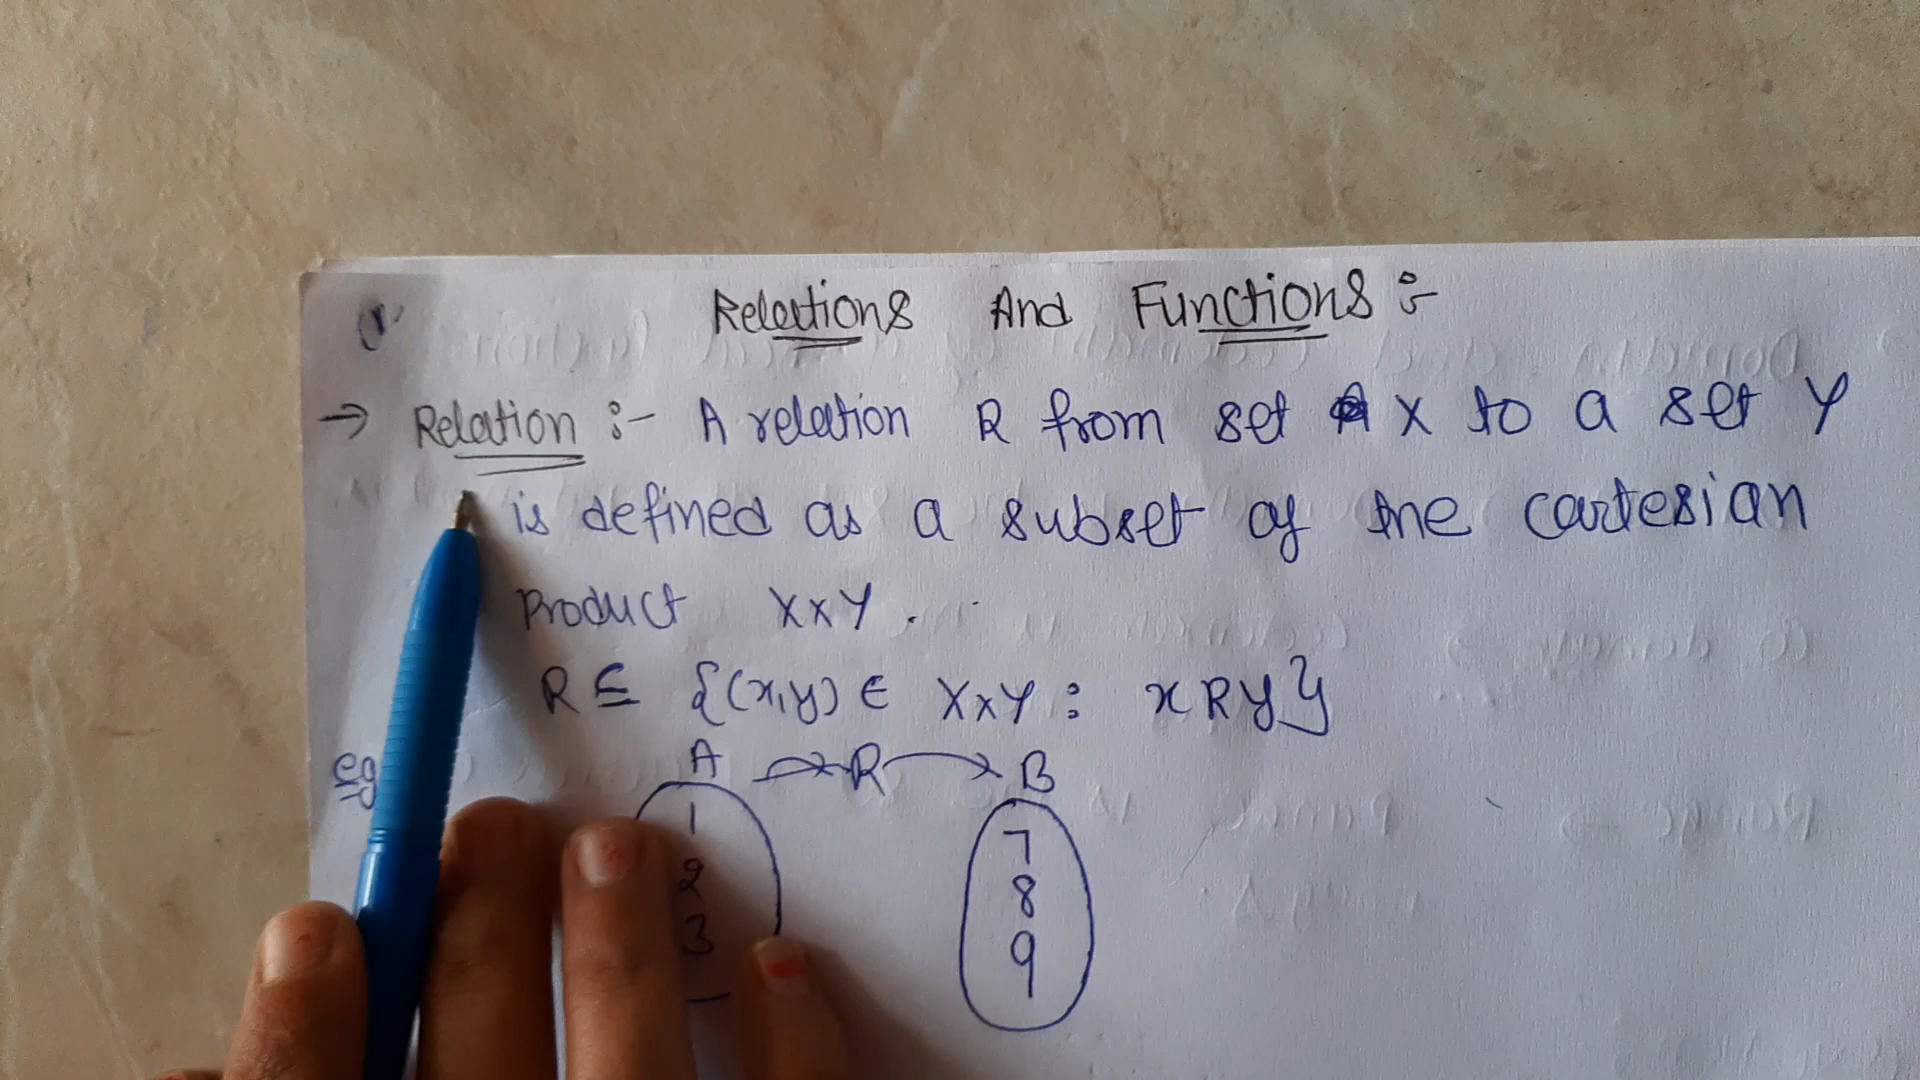 Relations And Functions :-
→ Relation :- A relation R from set X to a set Y
is defined as a subset of the cartesian
Product X×Y.
R ⊆ {(x,y) ∈ X×Y : x R y}
eg
A → R → B
1 7
2 8
3 9